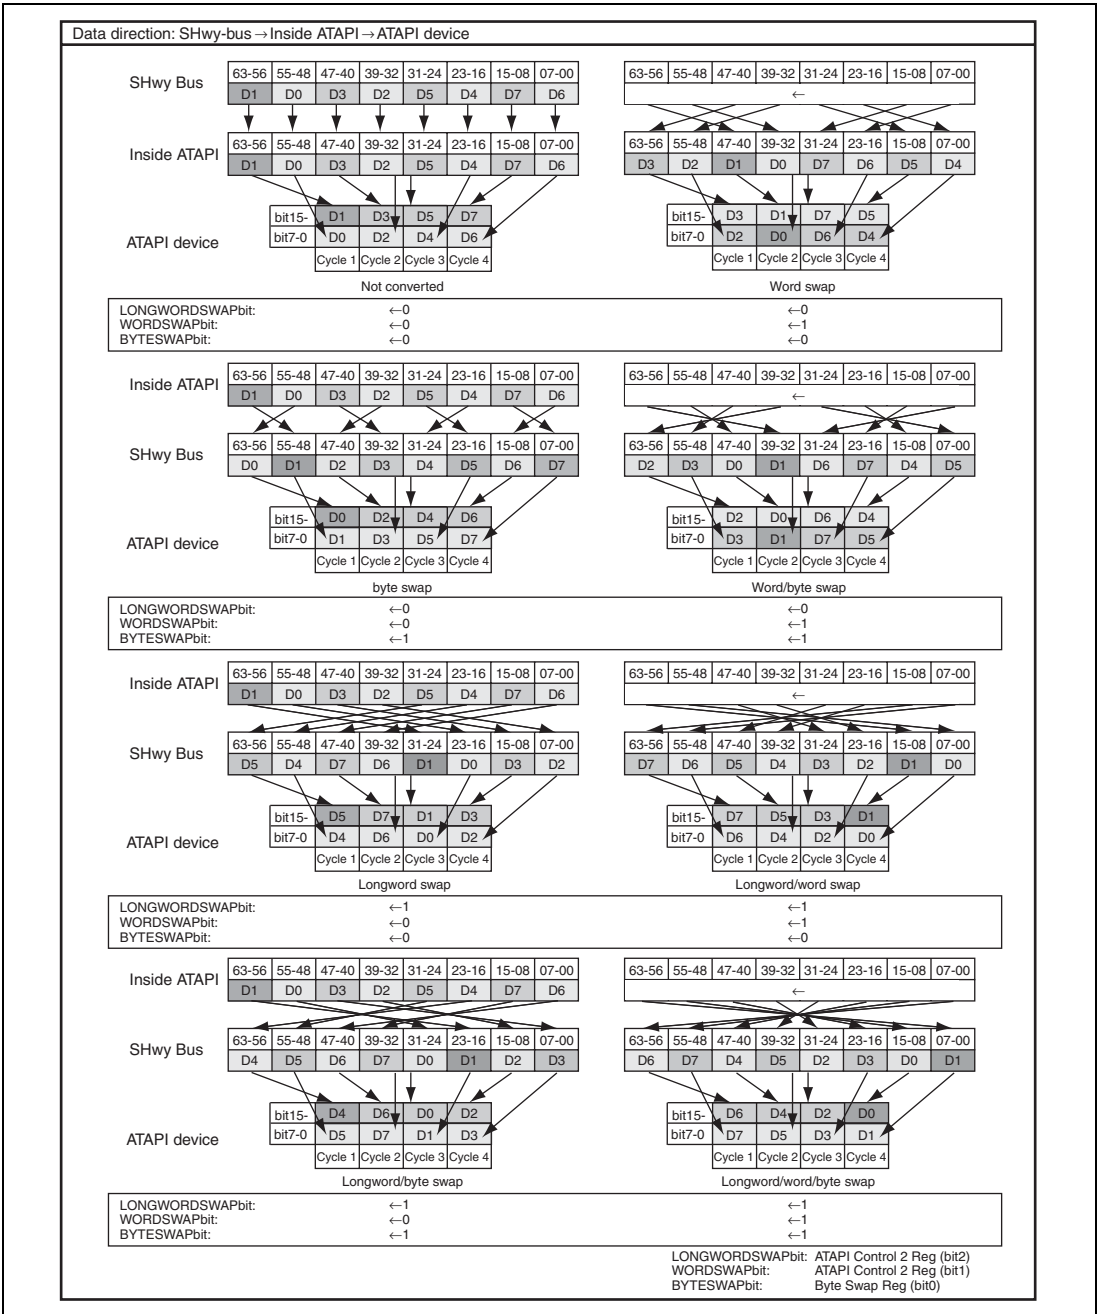 Data direction: SHwy-bus→Inside ATAPI→ATAPI device
SHwy Bus
63-56 55-48 47-40 39-32 31-24 23-16 15-08 07-00
D1 D0 D3 D2 D5 D4 D7 D6
63-56 55-48 47-40 39-32 31-24 23-16 15-08 07-00
←
Inside ATAPI
63-56 55-48 47-40 39-32 31-24 23-16 15-08 07-00
D1 D0 D3 D2 D5 D4 D7 D6
63-56 55-48 47-40 39-32 31-24 23-16 15-08 07-00
D3 D2 D1 D0 D7 D6 D5 D4
ATAPI device
bit15- D1 D3 D5 D7
bit7-0 D0 D2 D4 D6
Cycle 1 Cycle 2 Cycle 3 Cycle 4
bit15- D3 D1 D7 D5
bit7-0 D2 D0 D6 D4
Cycle 1 Cycle 2 Cycle 3 Cycle 4
Not converted
Word swap
LONGWORDSWAPbit: ←0 ←0
WORDSWAPbit: ←0 ←1
BYTESWAPbit: ←0 ←0
Inside ATAPI
63-56 55-48 47-40 39-32 31-24 23-16 15-08 07-00
D1 D0 D3 D2 D5 D4 D7 D6
63-56 55-48 47-40 39-32 31-24 23-16 15-08 07-00
←
SHwy Bus
63-56 55-48 47-40 39-32 31-24 23-16 15-08 07-00
D0 D1 D2 D3 D4 D5 D6 D7
63-56 55-48 47-40 39-32 31-24 23-16 15-08 07-00
D2 D3 D0 D1 D6 D7 D4 D5
ATAPI device
bit15- D0 D2 D4 D6
bit7-0 D1 D3 D5 D7
Cycle 1 Cycle 2 Cycle 3 Cycle 4
bit15- D2 D0 D6 D4
bit7-0 D3 D1 D7 D5
Cycle 1 Cycle 2 Cycle 3 Cycle 4
byte swap
Word/byte swap
LONGWORDSWAPbit: ←0 ←0
WORDSWAPbit: ←0 ←1
BYTESWAPbit: ←1 ←1
Inside ATAPI
63-56 55-48 47-40 39-32 31-24 23-16 15-08 07-00
D1 D0 D3 D2 D5 D4 D7 D6
63-56 55-48 47-40 39-32 31-24 23-16 15-08 07-00
←
SHwy Bus
63-56 55-48 47-40 39-32 31-24 23-16 15-08 07-00
D5 D4 D7 D6 D1 D0 D3 D2
63-56 55-48 47-40 39-32 31-24 23-16 15-08 07-00
D7 D6 D5 D4 D3 D2 D1 D0
ATAPI device
bit15- D5 D7 D1 D3
bit7-0 D4 D6 D0 D2
Cycle 1 Cycle 2 Cycle 3 Cycle 4
bit15- D7 D5 D3 D1
bit7-0 D6 D4 D2 D0
Cycle 1 Cycle 2 Cycle 3 Cycle 4
Longword swap
Longword/word swap
LONGWORDSWAPbit: ←1 ←1
WORDSWAPbit: ←0 ←1
BYTESWAPbit: ←0 ←0
Inside ATAPI
63-56 55-48 47-40 39-32 31-24 23-16 15-08 07-00
D1 D0 D3 D2 D5 D4 D7 D6
63-56 55-48 47-40 39-32 31-24 23-16 15-08 07-00
←
SHwy Bus
63-56 55-48 47-40 39-32 31-24 23-16 15-08 07-00
D4 D5 D6 D7 D0 D1 D2 D3
63-56 55-48 47-40 39-32 31-24 23-16 15-08 07-00
D6 D7 D4 D5 D2 D3 D0 D1
ATAPI device
bit15- D4 D6 D0 D2
bit7-0 D5 D7 D1 D3
Cycle 1 Cycle 2 Cycle 3 Cycle 4
bit15- D6 D4 D2 D0
bit7-0 D7 D5 D3 D1
Cycle 1 Cycle 2 Cycle 3 Cycle 4
Longword/byte swap
Longword/word/byte swap
LONGWORDSWAPbit: ←1 ←1
WORDSWAPbit: ←0 ←1
BYTESWAPbit: ←1 ←1
LONGWORDSWAPbit: ATAPI Control 2 Reg (bit2)
WORDSWAPbit: ATAPI Control 2 Reg (bit1)
BYTESWAPbit: Byte Swap Reg (bit0)